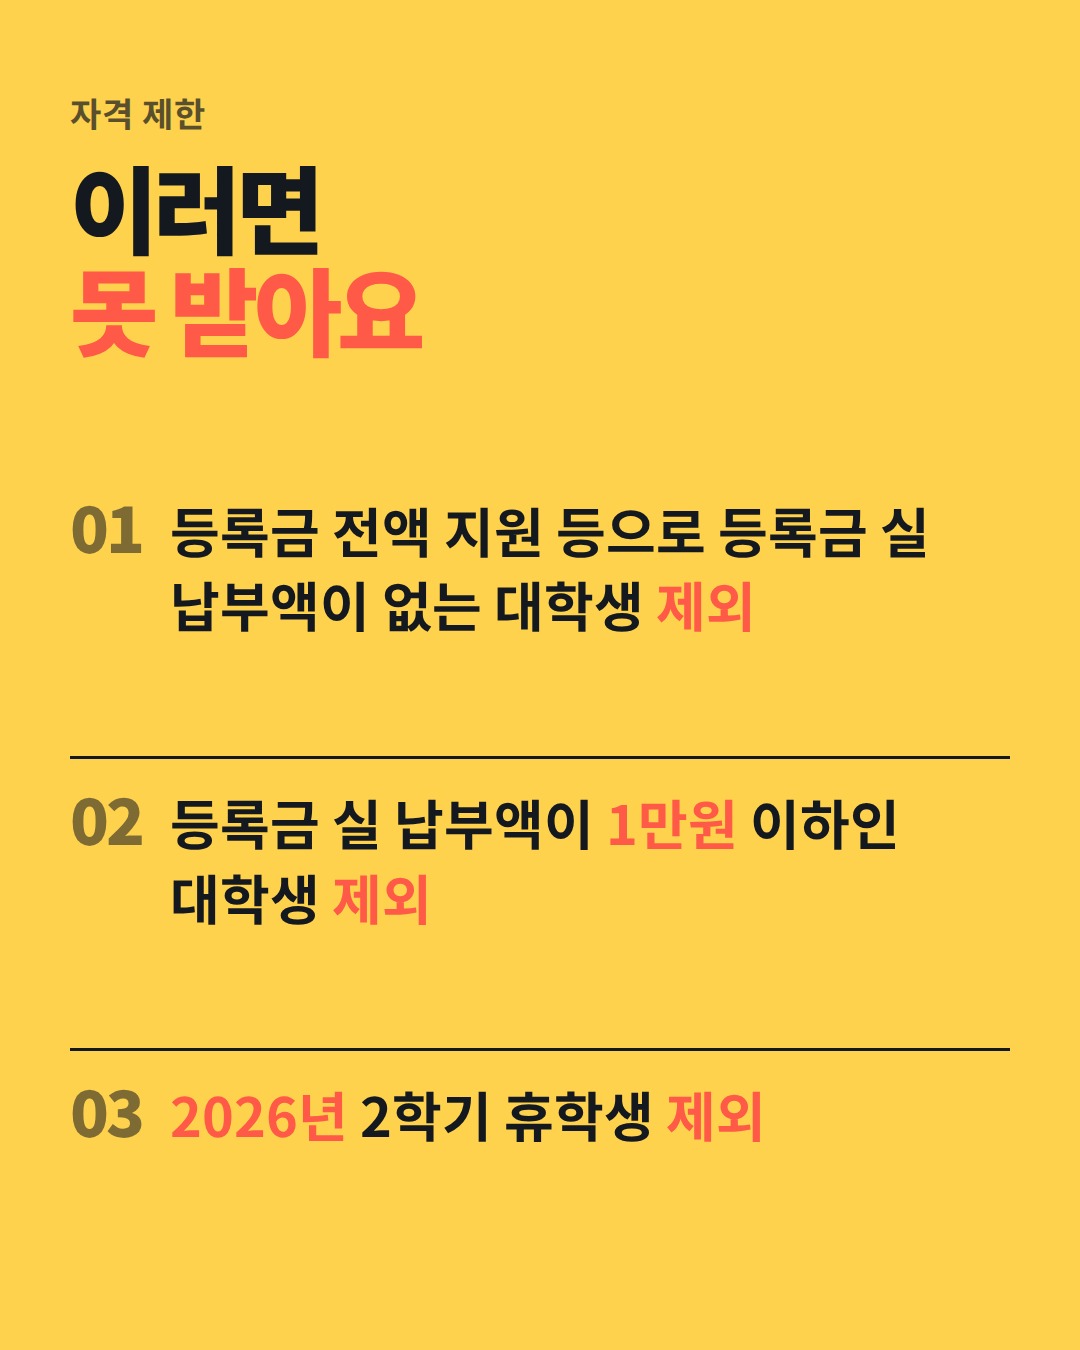 자격 제한
이러면
못 받아요
01 등록금 전액 지원 등으로 등록금 실
납부액이 없는 대학생 제외
02 등록금 실 납부액이 1만원 이하인
대학생 제외
03 2026년 2학기 휴학생 제외